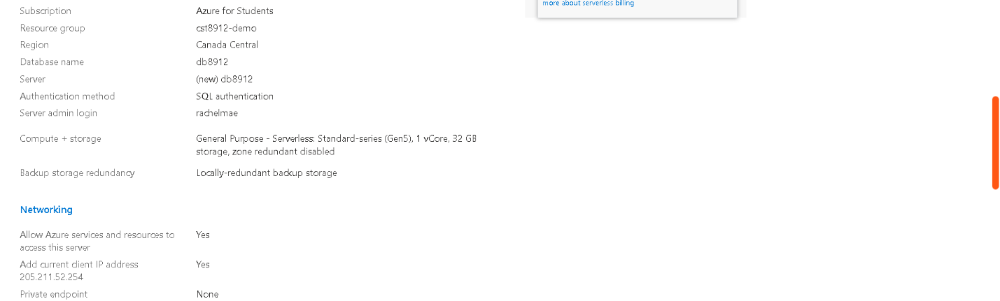 more about serverless billing
Subscription Azure for Students
Resource group cst8912-demo
Region Canada Central
Database name db8912
Server (new) db8912
Authentication method SQL authentication
Server admin login rachelmae
Compute + storage General Purpose - Serverless: Standard-series (Gen5), 1 vCore, 32 GB
storage, zone redundant disabled
Backup storage redundancy Locally-redundant backup storage
Networking
Allow Azure services and resources to Yes
access this server
Add current client IP address Yes
205.211.52.254
Private endpoint None